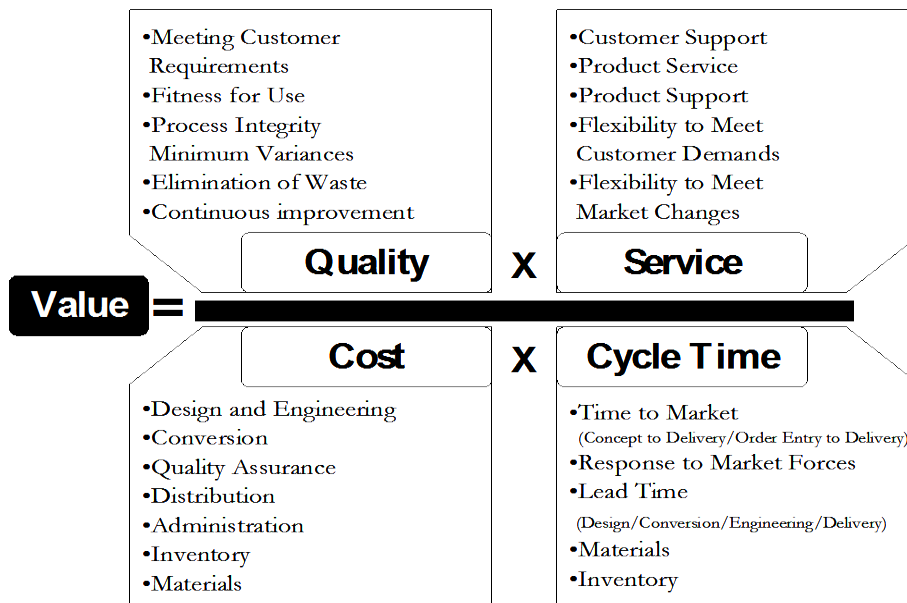 •Meeting Customer
Requirements
•Fitness for Use
•Process Integrity
Minimum Variances
•Elimination of Waste
•Continuous improvement
•Customer Support
•Product Service
•Product Support
•Flexibility to Meet
Customer Demands
•Flexibility to Meet
Market Changes
Quality x Service
Value =
Cost x Cycle Time
•Design and Engineering
•Conversion
•Quality Assurance
•Distribution
•Administration
•Inventory
•Materials
•Time to Market
(Concept to Delivery/Order Entry to Delivery)
•Response to Market Forces
•Lead Time
(Design/Conversion/Engineering/Delivery)
•Materials
•Inventory